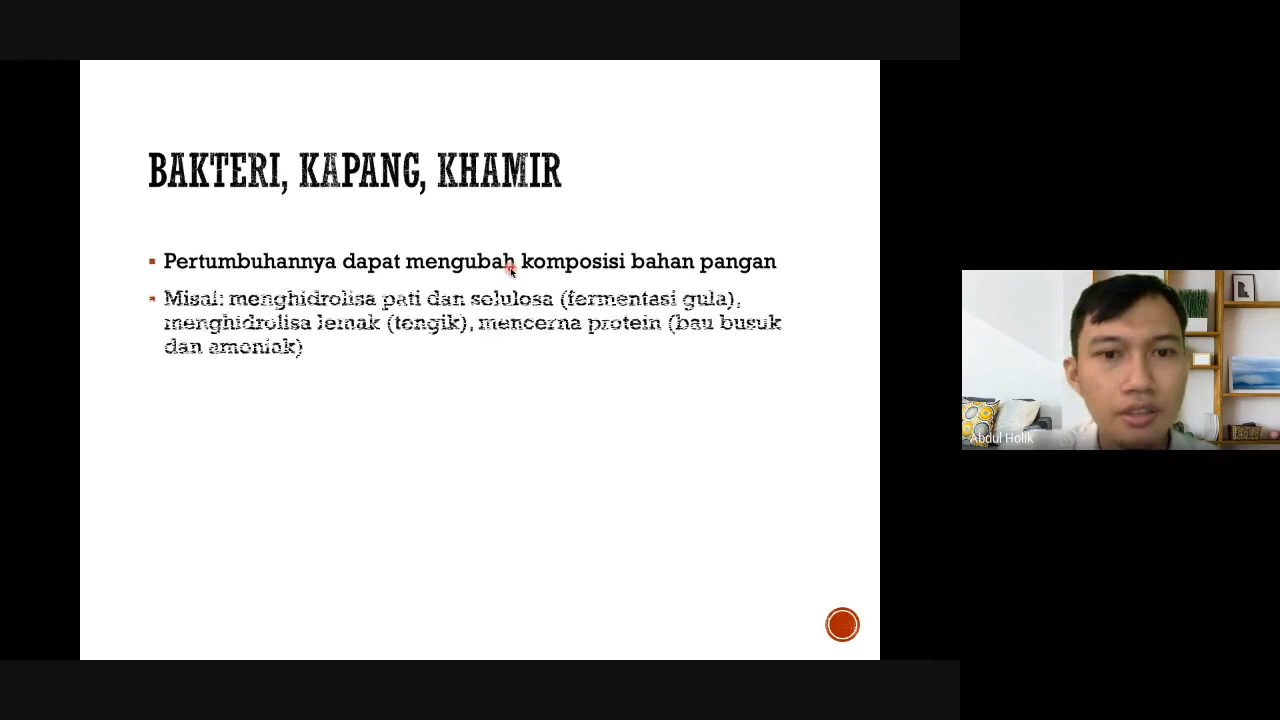 BAKTERI, KAPANG, KHAMIR
Pertumbuhannya dapat mengubah komposisi bahan pangan
Misal: menghidrolisa pati dan selulosa (fermentasi gula),
menghidrolisa lemak (tengik), mencerna protein (bau busuk
dan amoniak)
Abdul Holik